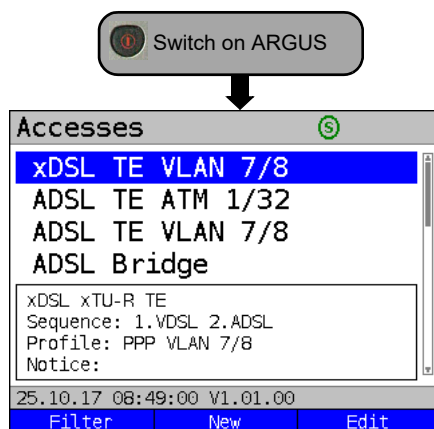 Switch on ARGUS
Accesses S
xDSL TE VLAN 7/8
ADSL TE ATM 1/32
ADSL TE VLAN 7/8
ADSL Bridge
xDSL xTU-R TE
Sequence: 1.VDSL 2.ADSL
Profile: PPP VLAN 7/8
Notice:
25.10.17 08:49:00 V1.01.00
Filter New Edit